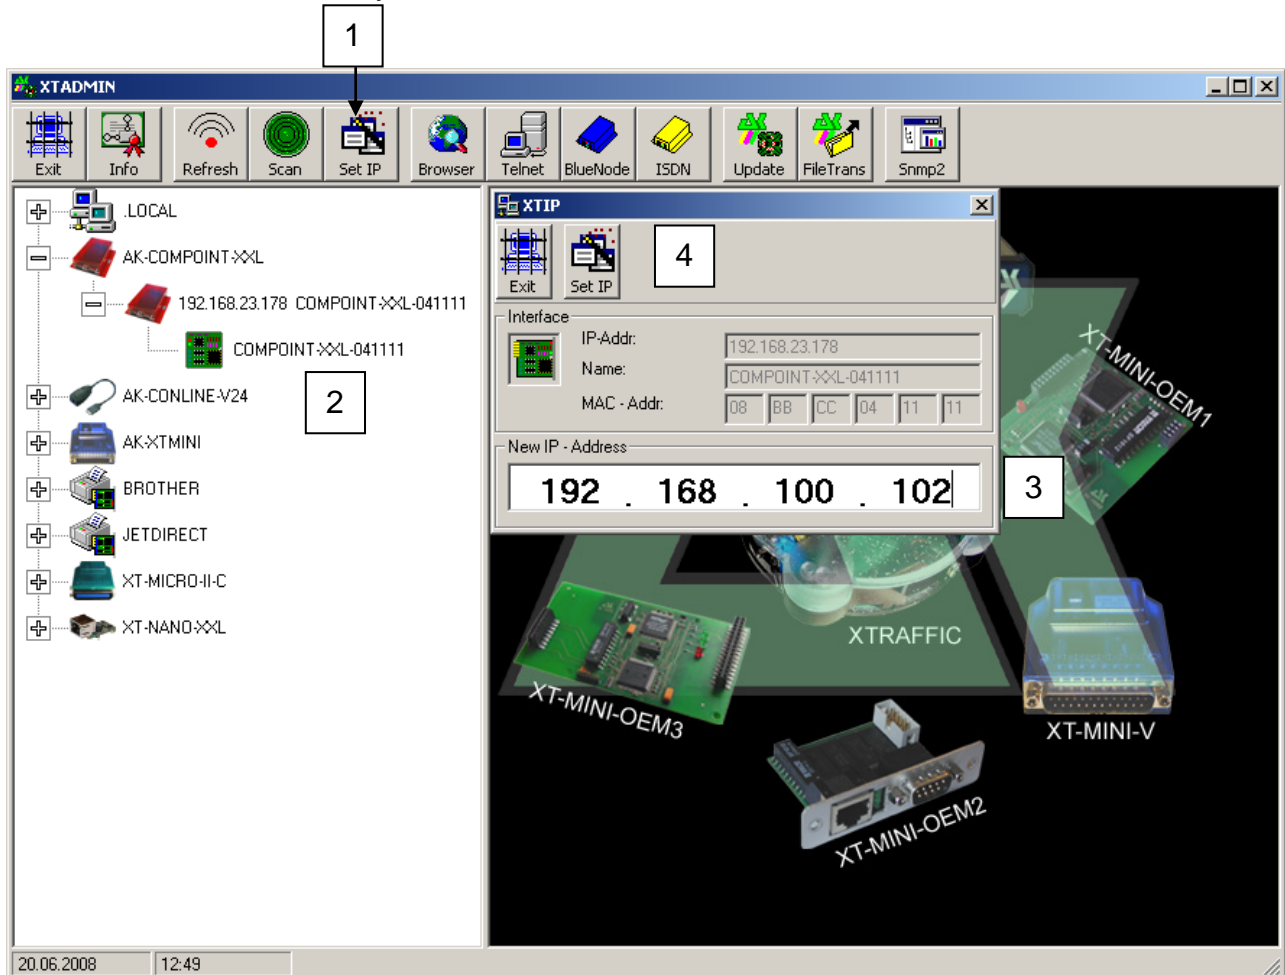 1
XTADMIN
Exit Info Refresh Scan Set IP Browser Telnet BlueNode ISDN Update FileTrans Snmp2
.LOCAL
AK-COMPOINT-XXL
192.168.23.178 COMPOINT-XXL-041111
COMPOINT-XXL-041111
2
AK-CONLINE-V24
AK-XTMINI
BROTHER
JETDIRECT
XT-MICRO-II-C
XT-NANO-XXL
XTIP
Exit Set IP
4
Interface
IP-Addr: 192.168.23.178
Name: COMPOINT-XXL-041111
MAC - Addr: 08 BB CC 04 11 11
New IP - Address
192 . 168 . 100 . 102
3
XT-MINI-OEM1
XTRAFFIC
XT-MINI-OEM3
XT-MINI-V
XT-MINI-OEM2
20.06.2008 12:49